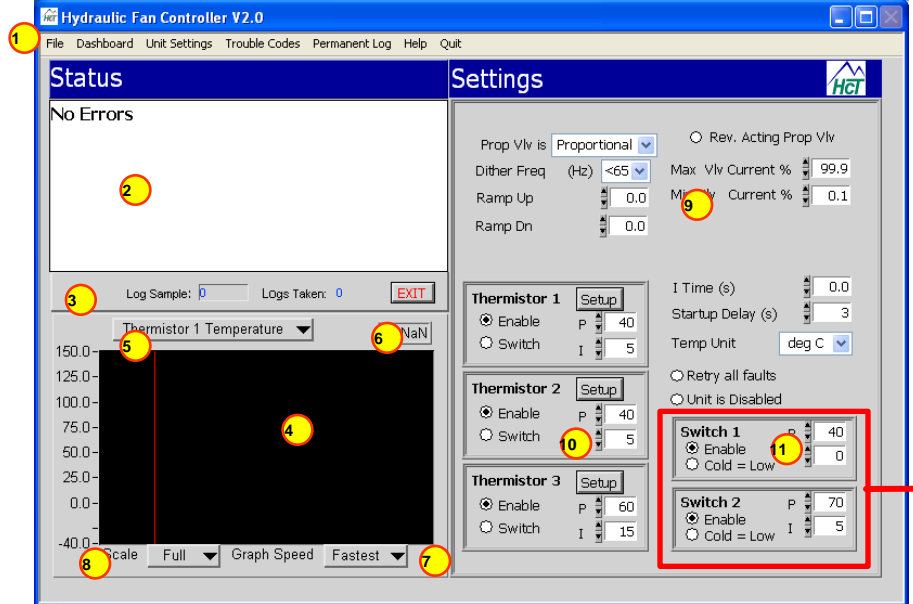 Hydraulic Fan Controller V2.0
1
File Dashboard Unit Settings Trouble Codes Permanent Log Help Quit
Status
Settings
HCT
No Errors
2
Prop Vlv is Proportional
Rev. Acting Prop Vlv
Dither Freq (Hz) <65
Max Vlv Current % 99.9
Ramp Up 0.0
Current % 0.1
9
Ramp Dn 0.0
3
Log Sample: 0 LOgs Taken: 0 EXIT
Thermistor 1 Temperature
5
6
NaN
150.0
125.0
100.0
75.0
50.0
25.0
0.0
-40.0
4
Scale Full Graph Speed Fastest
8
7
Thermistor 1 Setup
Enable P 40
Switch I 5
Thermistor 2 Setup
Enable P 40
Switch 5
10
Thermistor 3 Setup
Enable P 60
Switch I 15
I Time (s) 0.0
Startup Delay (s) 3
Temp Unit deg C
Retry all faults
Unit is Disabled
Switch 1 P 40
Enable 0
11
Cold = Low
Switch 2 P 70
Enable I 5
Cold = Low